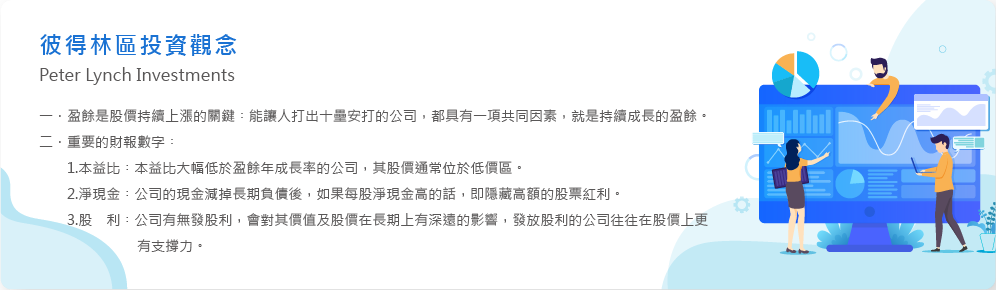 彼得林區投資觀念
Peter Lynch Investments
一．盈餘是股價持續上漲的關鍵：能讓人打出十壘安打的公司，都具有一項共同因素，就是持續成長的盈餘。
二．重要的財報數字：
1.本益比：本益比大幅低於盈餘年成長率的公司，其股價通常位於低價區。
2.淨現金：公司的現金減掉長期負債後，如果每股淨現金高的話，即隱藏高額的股票紅利。
3.股　利：公司有無發股利，會對其價值及股價在長期上有深遠的影響，發放股利的公司往往在股價上更
有支撐力。